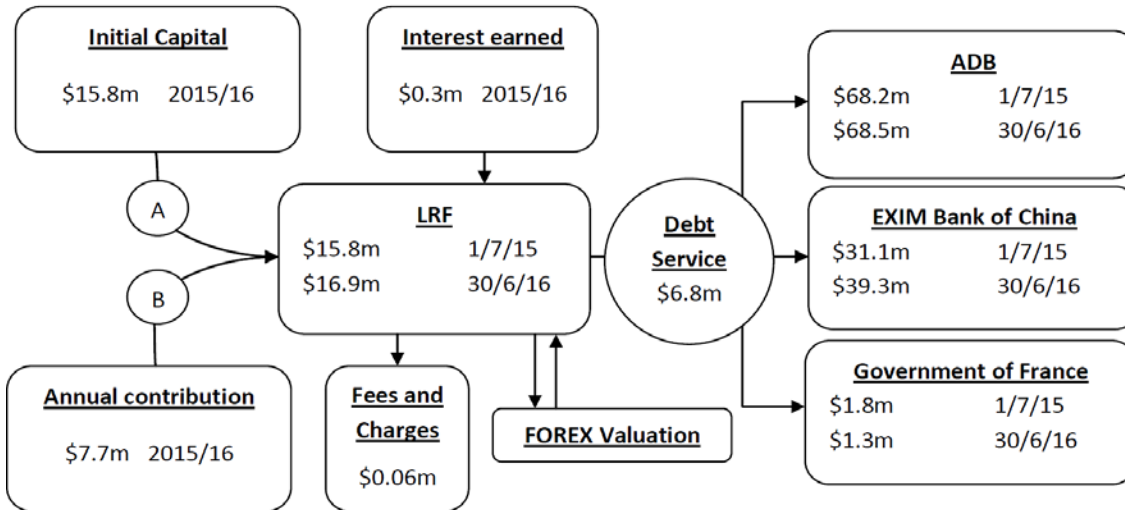 Initial Capital
$15.8m 2015/16
Interest earned
$0.3m 2015/16
ADB
$68.2m 1/7/15
$68.5m 30/6/16
A
LRF
$15.8m 1/7/15
$16.9m 30/6/16
Debt
Service
$6.8m
EXIM Bank of China
$31.1m 1/7/15
$39.3m 30/6/16
B
Annual contribution
$7.7m 2015/16
Fees and
Charges
$0.06m
FOREX Valuation
Government of France
$1.8m 1/7/15
$1.3m 30/6/16